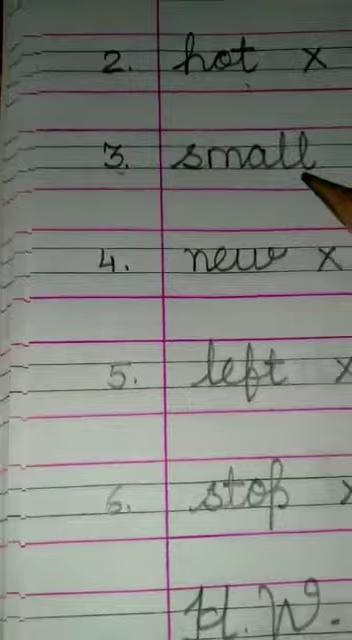 2. hot x
3. small
4. new x
5. left x
6. stop x
H.W.